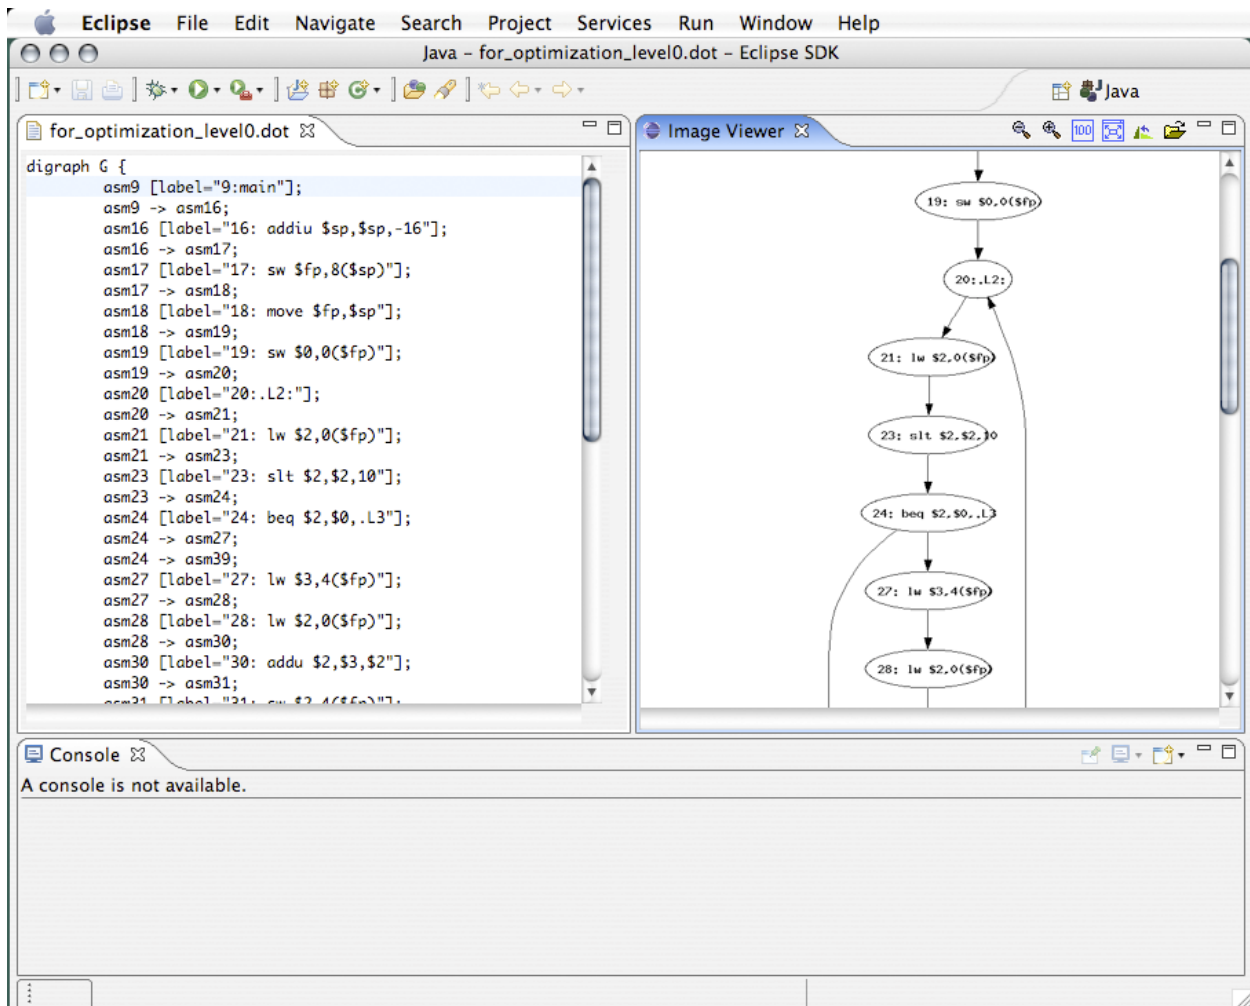 Eclipse File Edit Navigate Search Project Services Run Window Help
Java – for_optimization_level0.dot – Eclipse SDK
Java
for_optimization_level0.dot
digraph G {
asm9 [label="9:main"];
asm9 -> asm16;
asm16 [label="16: addiu $sp,$sp,-16"];
asm16 -> asm17;
asm17 [label="17: sw $fp,8($sp)"];
asm17 -> asm18;
asm18 [label="18: move $fp,$sp"];
asm18 -> asm19;
asm19 [label="19: sw $0,0($fp)"];
asm19 -> asm20;
asm20 [label="20:.L2:"];
asm20 -> asm21;
asm21 [label="21: lw $2,0($fp)"];
asm21 -> asm23;
asm23 [label="23: slt $2,$2,10"];
asm23 -> asm24;
asm24 [label="24: beq $2,$0,.L3"];
asm24 -> asm27;
asm24 -> asm39;
asm27 [label="27: lw $3,4($fp)"];
asm27 -> asm28;
asm28 [label="28: lw $2,0($fp)"];
asm28 -> asm30;
asm30 [label="30: addu $2,$3,$2"];
asm30 -> asm31;
asm31 [label="31: sw $2,4($fp)"];
Image Viewer
100
19: sw $0,0($fp)
20:.L2:
21: lw $2,0($fp)
23: slt $2,$2,10
24: beq $2,$0,.L3
27: lw $3,4($fp)
28: lw $2,0($fp)
Console
A console is not available.